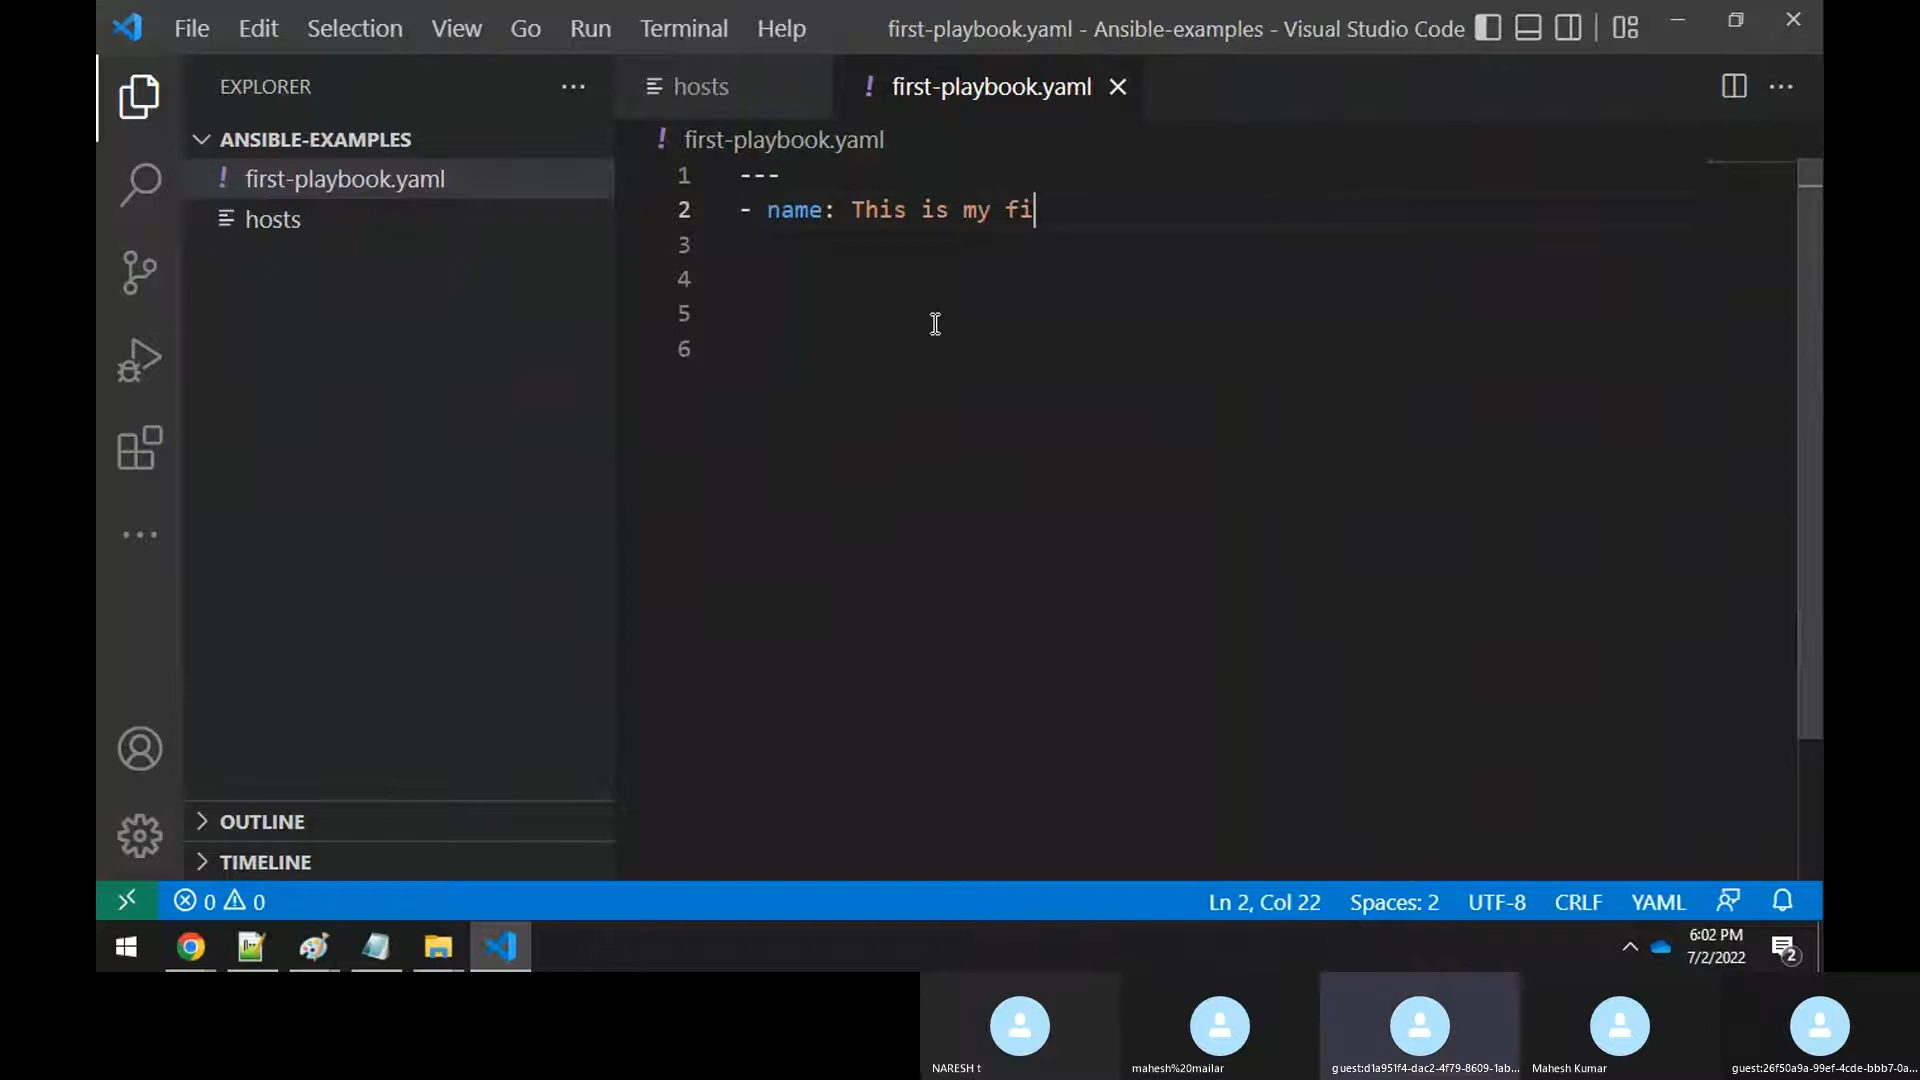 File Edit Selection View Go Run Terminal Help first-playbook.yaml - Ansible-examples - Visual Studio Code
EXPLORER
hosts
! first-playbook.yaml
ANSIBLE-EXAMPLES
! first-playbook.yaml
hosts
! first-playbook.yaml
1 ---
2 - name: This is my fi
3
4
5
6
OUTLINE
TIMELINE
0 0 Ln 2, Col 22 Spaces: 2 UTF-8 CRLF YAML
6:02 PM
7/2/2022
2
NARESH t
mahesh%20mailar
guest:d1a951f4-dac2-4f79-8609-1ab...
Mahesh Kumar
guest:26f50a9a-99ef-4cde-bbb7-0a...